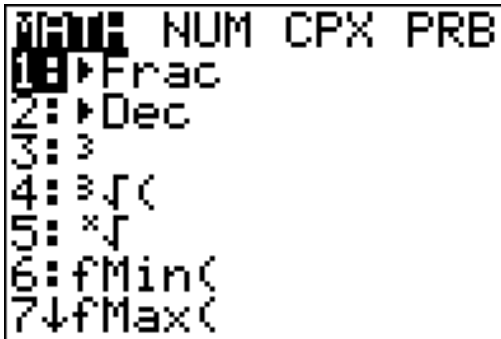 MATH NUM CPX PRB
1:▶Frac
2:▶Dec
3:³
4:³√(
5:ˣ√
6:fMin(
7↓fMax(